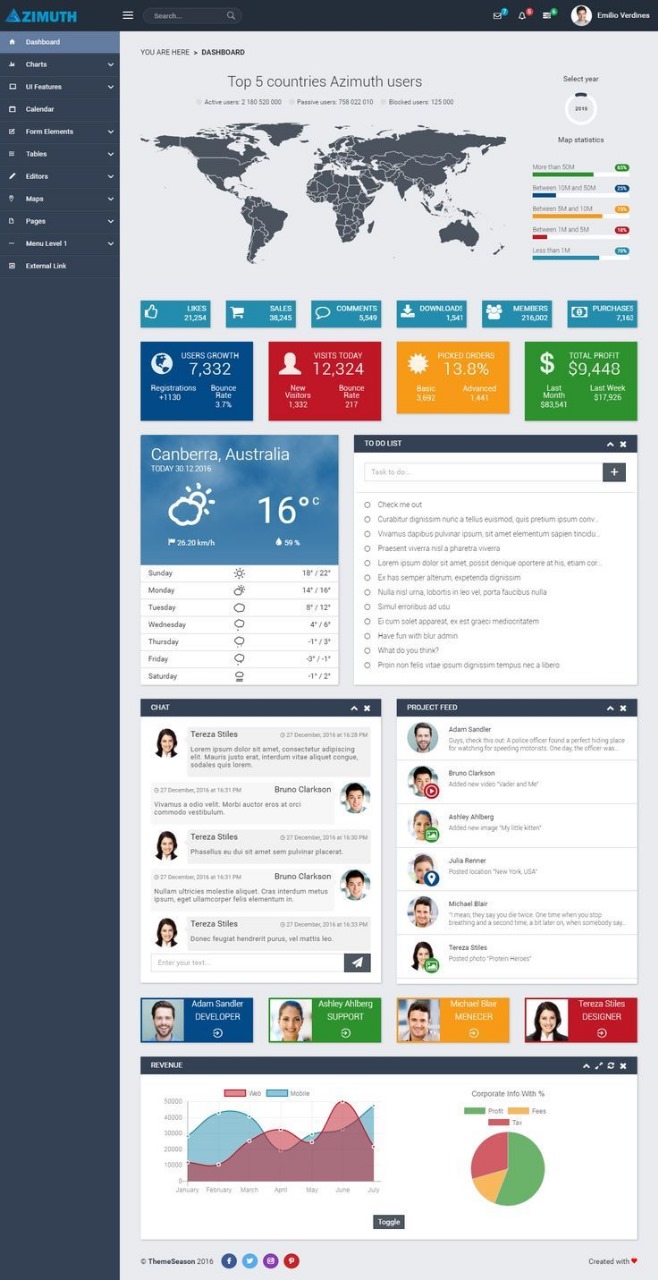 AZIMUTH
Search...
7
5
6
Emilio Verdines
Dashboard
Charts
UI Features
Calendar
Form Elements
Tables
Editors
Maps
Pages
Menu Level 1
External Link
YOU ARE HERE > DASHBOARD
Top 5 countries Azimuth users
Active users: 2 180 520 000 Passive users: 758 022 010 Blocked users: 125 000
Select year
2016
Map statistics
More than 50M 63%
Between 10M and 50M 25%
Between 5M and 10M
Between 1M and 5M
Less than 1M 70%
LIKES
21,254
SALES
38,245
COMMENTS
5,549
DOWNLOADS
1,541
MEMBERS
216,002
PURCHASES
7,163
USERS GROWTH
7,332
Registrations
+1130
Bounce
Rate
3.7%
VISITS TODAY
12,324
New
Visitors
1,332
Bounce
Rate
217
PICKED ORDERS
13.8%
Basic
3,692
Advanced
1,441
TOTAL PROFIT
$9,448
Last
Month
$83,541
Last Week
$17,926
Canberra, Australia
TODAY 30.12.2016
16°c
26.20 km/h
59 %
Sunday 18° / 22°
Monday 14° / 16°
Tuesday 8° / 12°
Wednesday 4° / 6°
Thursday -1° / 3°
Friday -3° / -1°
Saturday -1° / 2°
TO DO LIST
Task to do...
+
Check me out
Curabitur dignissim nunc a tellus euismod, quis pretium ipsum conv...
Vivamus dapibus pulvinar ipsum, sit amet elementum sapien tincidu...
Praesent viverra nisl a pharetra viverra
Lorem ipsum dolor sit amet, possit denique oportere at his, etiam cor...
Ex has semper alterum, expetenda dignissim
Nulla nisl urna, lobortis in leo vel, porta faucibus nulla
Simul erroribus ad usu
Ei cum solet appareat, ex est graeci mediocritatem
Have fun with blur admin
What do you think?
Proin non felis vitae ipsum dignissim tempus nec a libero
CHAT
Tereza Stiles 27 December, 2016 at 16:28 PM
Lorem ipsum dolor sit amet, consectetur adipiscing
elit. Mauris justo erat, interdum vitae aliquet congue,
sodales quis lorem.
27 December, 2016 at 16:31 PM Bruno Clarkson
Vivamus a odio velit. Morbi auctor eros at orci
commodo vestibulum.
Tereza Stiles 27 December, 2016 at 16:30 PM
Phasellus eu dui sit amet sem pulvinar placerat.
27 December, 2016 at 16:31 PM Bruno Clarkson
Nullam ultricies molestie aliquet. Cras interdum metus
ipsum, eget ullamcorper felis elementum in.
Tereza Stiles 27 December, 2016 at 16:33 PM
Donec feugiat hendrerit purus, vel mattis leo.
Enter your text...
PROJECT FEED
Adam Sandler
Guys, check this out: A police officer found a perfect hiding place
for watching for speeding motorists. One day, the officer was...
Bruno Clarkson
Added new video "Vader and Me"
Ashley Ahlberg
Added new image "My little kitten"
Julia Renner
Posted location "New York, USA"
Michael Blair
"I mean, they say you die twice. One time when you stop
breathing and a second time, a bit later on, when somebody say...
Tereza Stiles
Posted photo "Protein Heroes"
Adam Sandler
DEVELOPER
Ashley Ahlberg
SUPPORT
Michael Blair
MENECER
Tereza Stiles
DESIGNER
REVENUE
Web Mobile
50000
40000
30000
20000
10000
0
January February March April May June July
Corporate Info With %
Profit Fees
Tax
Toggle
© ThemeSeason 2016
Created with